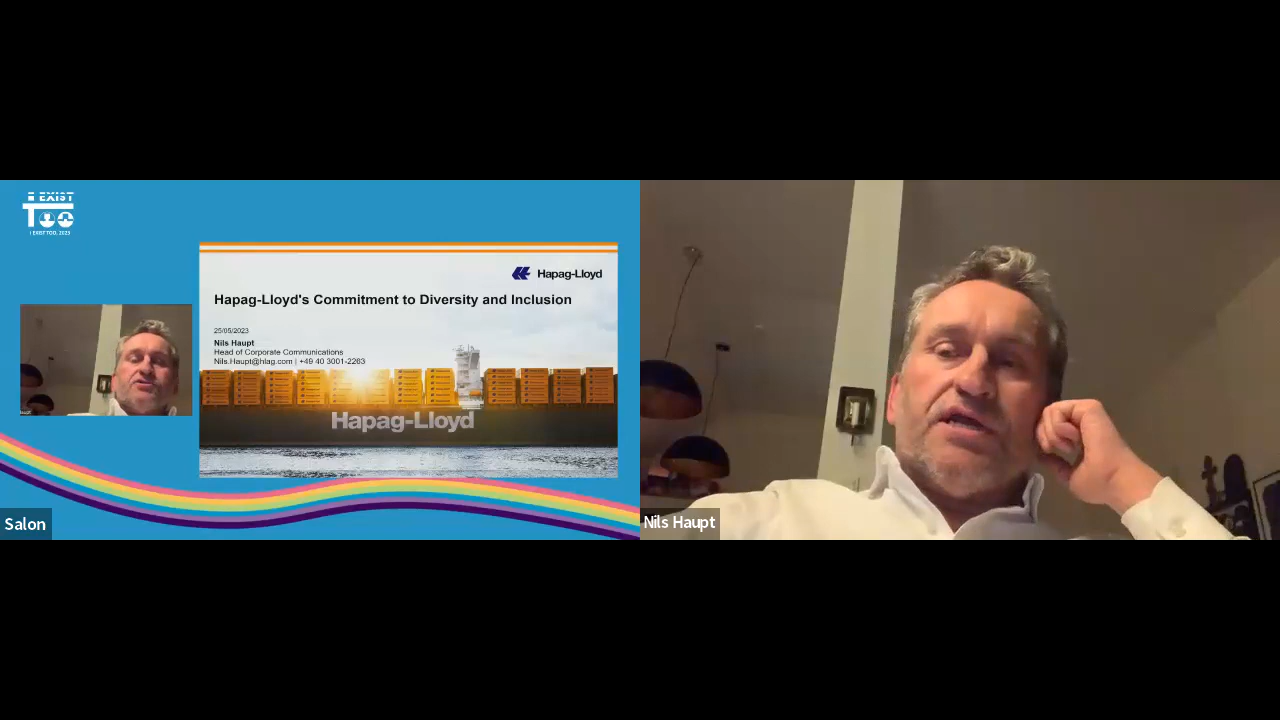 I EXIST
TOO
I EXIST TOO, 2023
Hapag-Lloyd
Hapag-Lloyd's Commitment to Diversity and Inclusion
25/05/2023
Nils Haupt
Head of Corporate Communications
Nils.Haupt@hlag.com | +49 40 3001-2263
Hapag-Lloyd
Salon
Nils Haupt